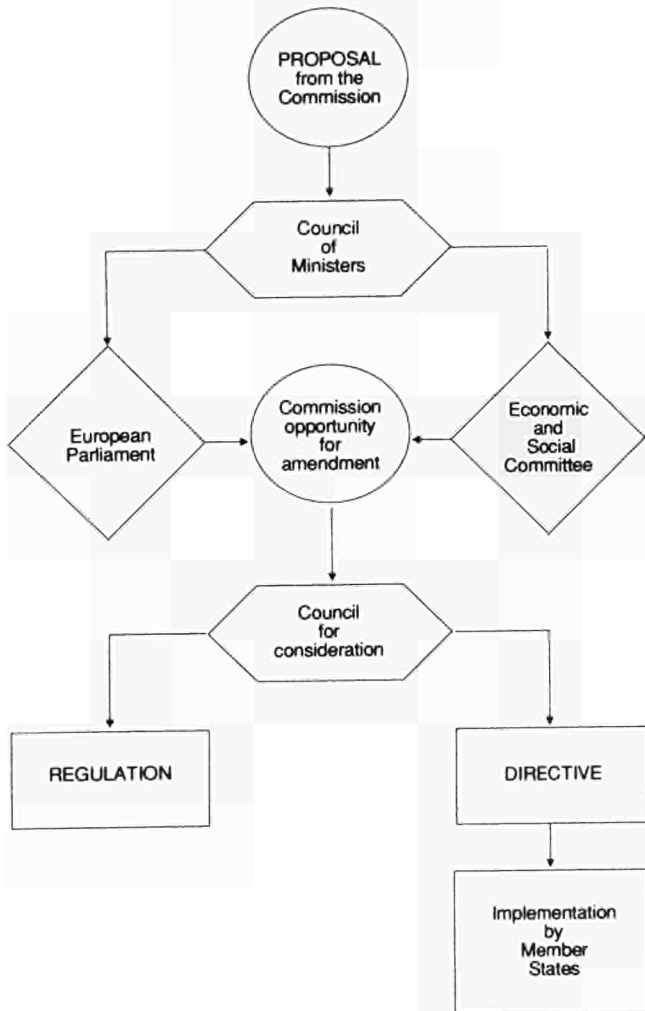 PROPOSAL
from the
Commission
Council
of
Ministers
European
Parliament
Commission
opportunity
for
amendment
Economic
and
Social
Committee
Council
for
consideration
REGULATION
DIRECTIVE
Implementation
by
Member
States